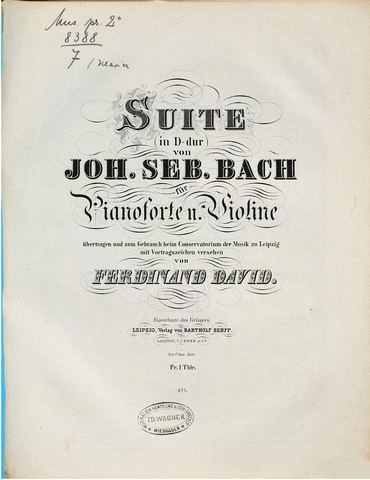 Mus. pr. 2°
8388
7
SUITE
(in D-dur)
von
JOH. SEB. BACH
für
Pianoforte u. Violine
übertragen und zum Gebrauch beim Conservatorium der Musik zu Leipzig
mit Vortragszeichen versehen
von
FERDINAND DAVID.
Eigenthum des Verlegers.
LEIPZIG, Verlag von BARTHOLF SENFF.
Pr. 1 Thlr.
ED. WAGNER
WIESBADEN